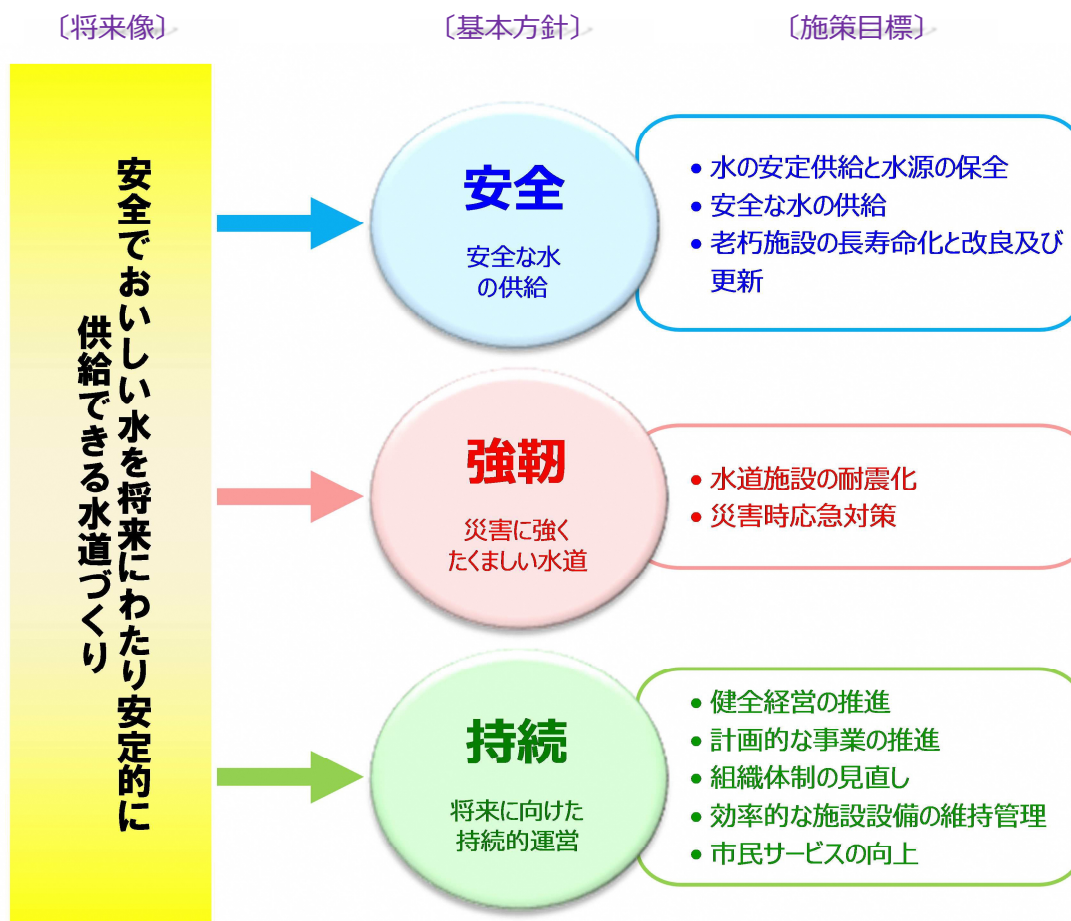 〔将来像〕
〔基本方針〕
〔施策目標〕
安全でおいしい水を将来にわたり安定的に
供給できる水道づくり
安全
安全な水
の供給
• 水の安定供給と水源の保全
• 安全な水の供給
• 老朽施設の長寿命化と改良及び
更新
強靭
災害に強く
たくましい水道
• 水道施設の耐震化
• 災害時応急対策
持続
将来に向けた
持続的運営
• 健全経営の推進
• 計画的な事業の推進
• 組織体制の見直し
• 効率的な施設設備の維持管理
• 市民サービスの向上